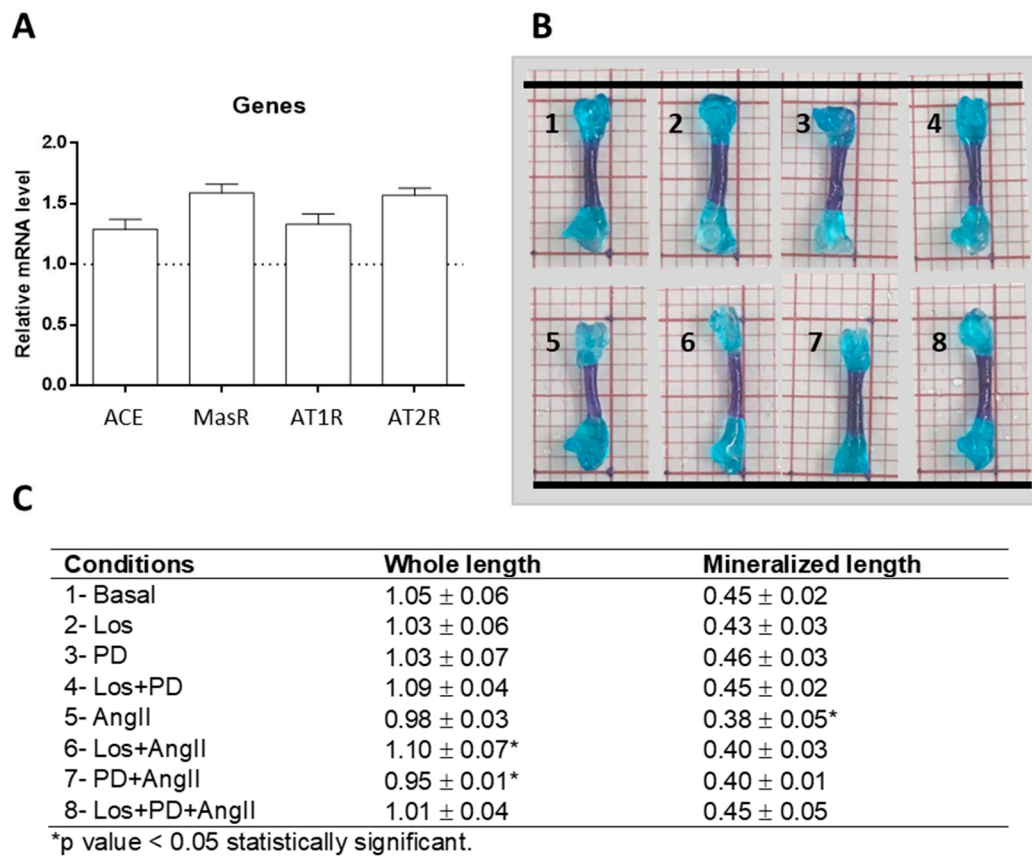 A
Genes
Relative mRNA level
2.0
1.5
1.0
0.5
0.0
ACE MasR AT1R AT2R
B
1 2 3 4
5 6 7 8
C
Conditions Whole length Mineralized length
1- Basal 1.05 ± 0.06 0.45 ± 0.02
2- Los 1.03 ± 0.06 0.43 ± 0.03
3- PD 1.03 ± 0.07 0.46 ± 0.03
4- Los+PD 1.09 ± 0.04 0.45 ± 0.02
5- AngII 0.98 ± 0.03 0.38 ± 0.05*
6- Los+AngII 1.10 ± 0.07* 0.40 ± 0.03
7- PD+AngII 0.95 ± 0.01* 0.40 ± 0.01
8- Los+PD+AngII 1.01 ± 0.04 0.45 ± 0.05
*p value < 0.05 statistically significant.